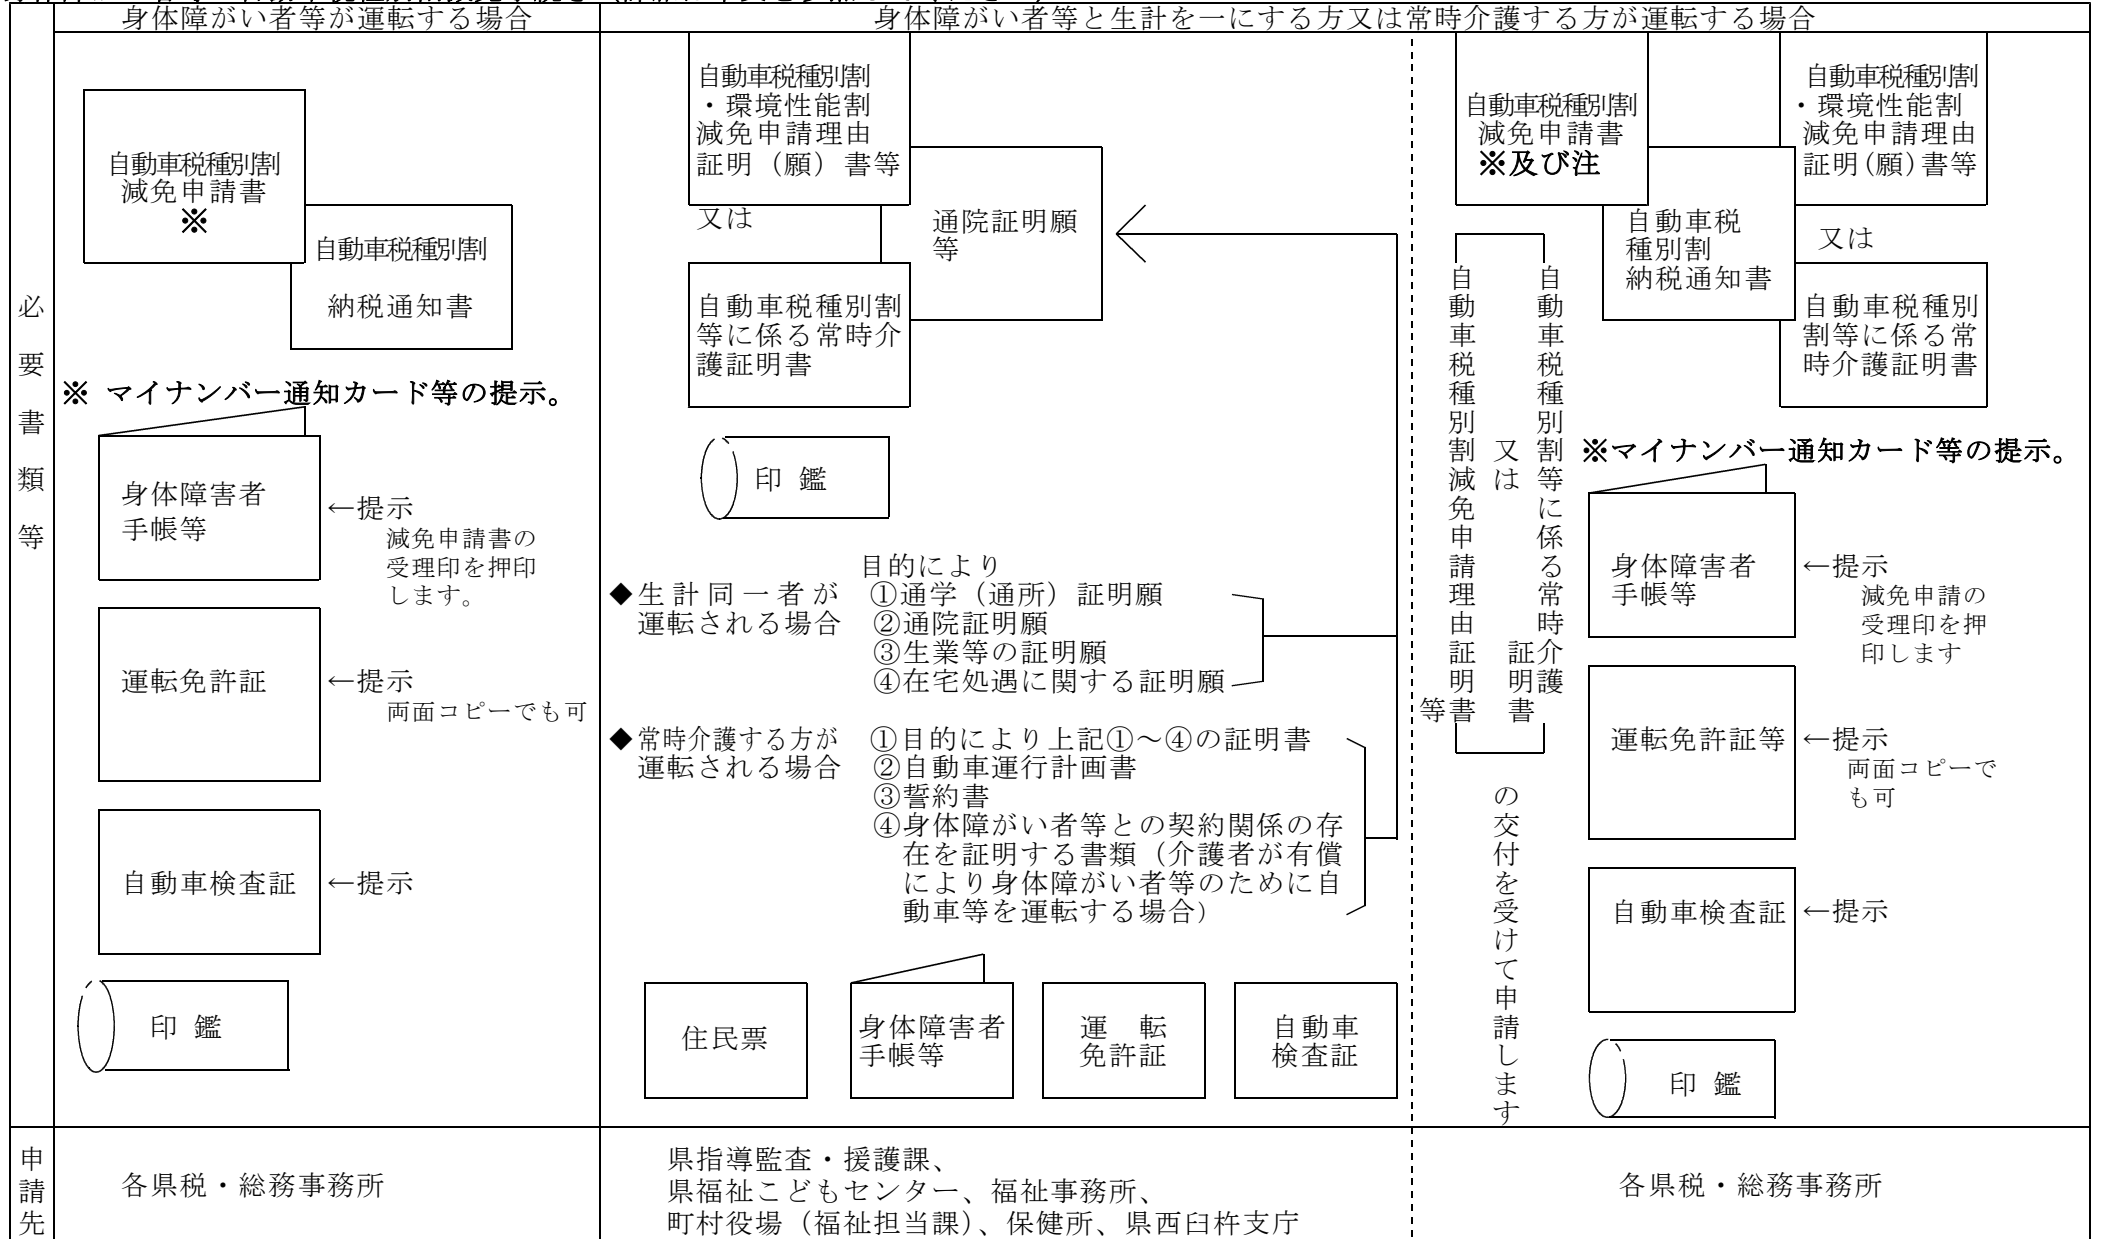 身体障がい者等が運転する場合
身体障がい者等と生計を一にする方又は常時介護する方が運転する場合
必要書類等
自動車税種別割
減免申請書
※
自動車税種別割
納税通知書
※ マイナンバー通知カード等の提示。
身体障害者
手帳等
←提示
減免申請書の
受理印を押印
します。
運転免許証
←提示
両面コピーでも可
自動車検査証
←提示
印 鑑
自動車税種別割
・環境性能割
減免申請理由
証明（願）書等
又は
通院証明願
等
自動車税種別割
等に係る常時介
護証明書
印 鑑
目的により
◆生計同一者が
運転される場合
①通学（通所）証明願
②通院証明願
③生業等の証明願
④在宅処遇に関する証明願
◆常時介護する方が
運転される場合
①目的により上記①～④の証明書
②自動車運行計画書
③誓約書
④身体障がい者等との契約関係の存
在を証明する書類（介護者が有償
により身体障がい者等のために自
動車等を運転する場合）
住民票
身体障害者
手帳等
運 転
免許証
自動車
検査証
自動車税種別割
減免申請書
※及び注
自動車税
種別割
納税通知書
自動車税種別割
・環境性能割
減免申請理由
証明(願)書等
又は
自動車税種別
割等に係る常
時介護証明書
自動車税種別割等に係る常時介護
証明書
又は
自動車税種別割減免申請理由証明書
等
の交付を受けて申請します
※マイナンバー通知カード等の提示。
身体障害者
手帳等
←提示
減免申請の
受理印を押
印します
運転免許証等
←提示
両面コピーで
も可
自動車検査証
←提示
印 鑑
申請先
各県税・総務事務所
県指導監査・援護課、
県福祉こどもセンター、福祉事務所、
町村役場（福祉担当課）、保健所、県西臼杵支庁
各県税・総務事務所